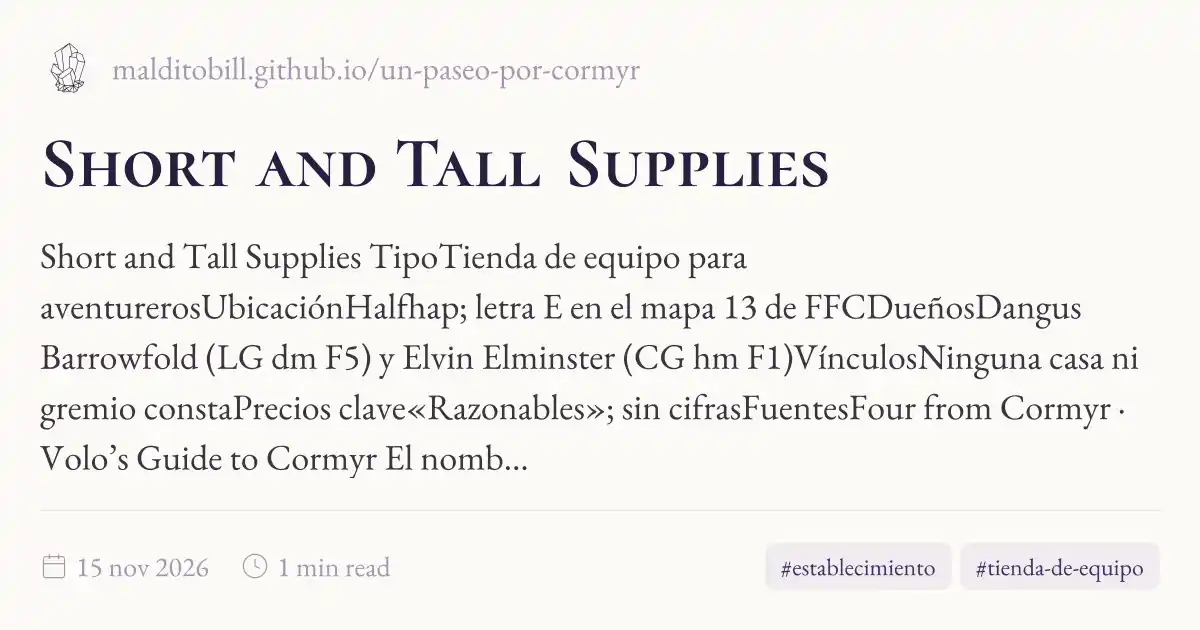 malditobill.github.io/un-paseo-por-cormyr
Short and Tall Supplies
Short and Tall Supplies TipoTienda de equipo para
aventurerosUbicaciónHalfhap; letra E en el mapa 13 de FFCDueñosDangus
Barrowfold (LG dm F5) y Elvin Elminster (CG hm F1)VínculosNinguna casa ni
gremio constaPrecios clave«Razonables»; sin cifrasFuentesFour from Cormyr ·
Volo’s Guide to Cormyr El nomb...
15 nov 2026 1 min read #establecimiento #tienda-de-equipo